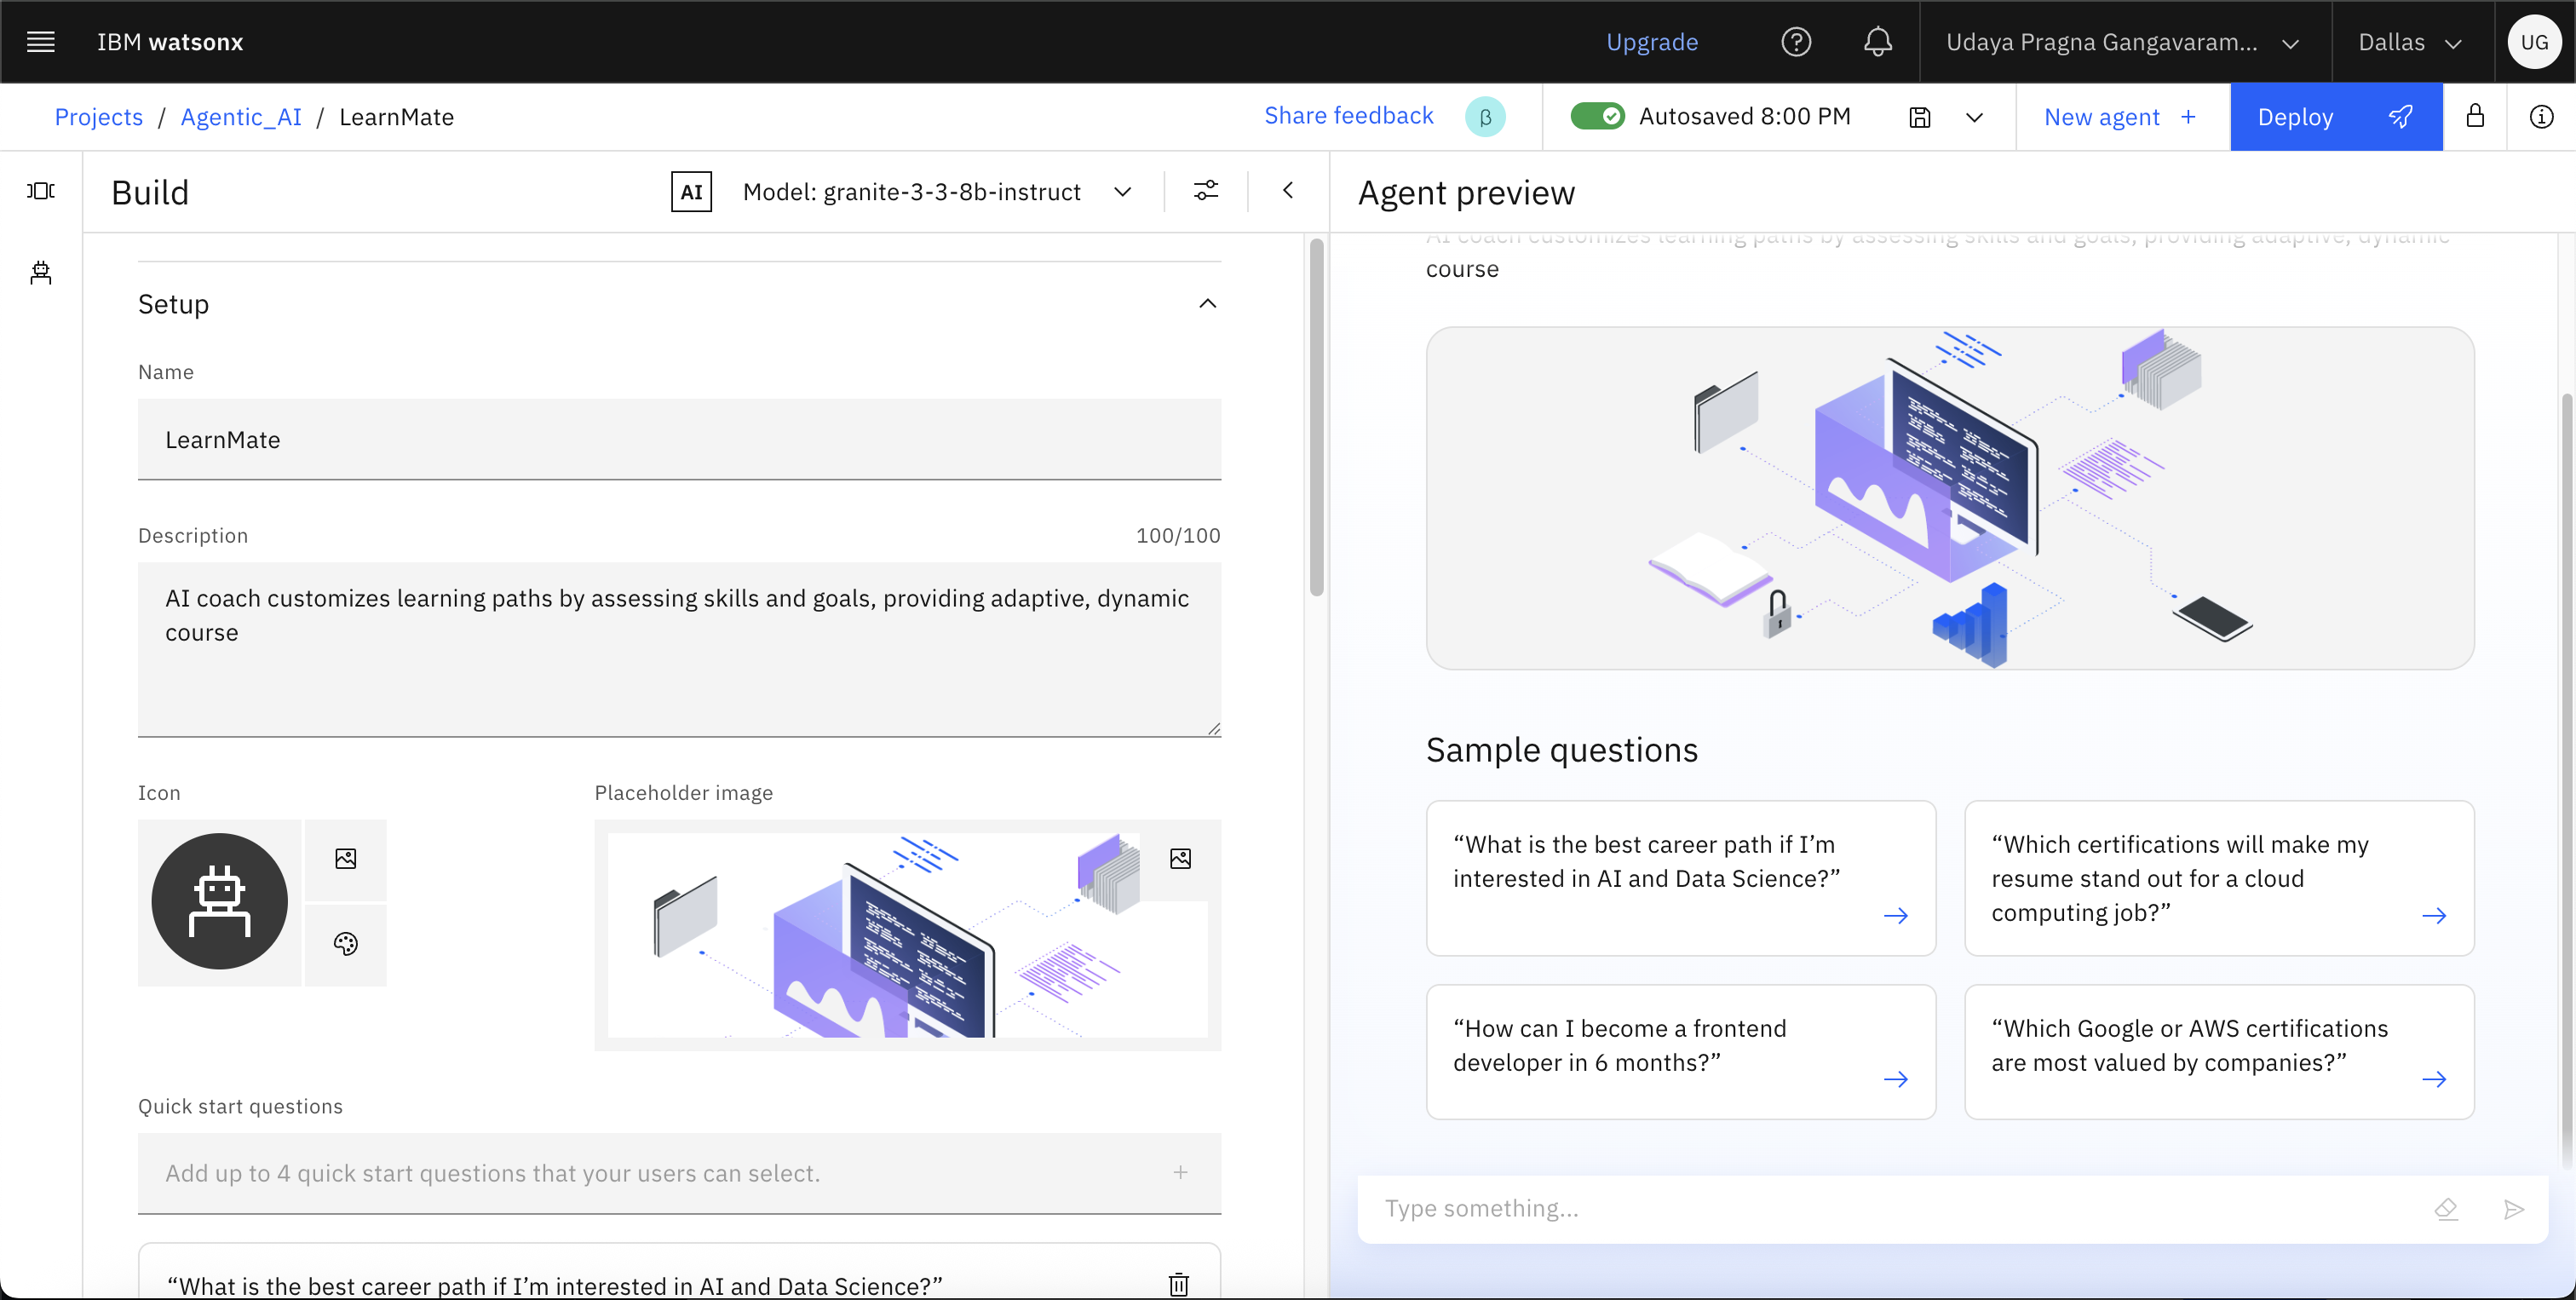 IBM watsonx
Upgrade
Udaya Pragna Gangavaram...
Dallas
UG
Projects / Agentic_AI / LearnMate
Share feedback
β
Autosaved 8:00 PM
New agent +
Deploy
Build
AI
Model: granite-3-3-8b-instruct
Setup
Name
LearnMate
Description
100/100
AI coach customizes learning paths by assessing skills and goals, providing adaptive, dynamic
course
Icon
Placeholder image
Quick start questions
Add up to 4 quick start questions that your users can select.
“What is the best career path if I’m interested in AI and Data Science?”
Agent preview
AI coach customizes learning paths by assessing skills and goals, providing adaptive, dynamic
course
Sample questions
“What is the best career path if I’m
interested in AI and Data Science?”
“Which certifications will make my
resume stand out for a cloud
computing job?”
“How can I become a frontend
developer in 6 months?”
“Which Google or AWS certifications
are most valued by companies?”
Type something...